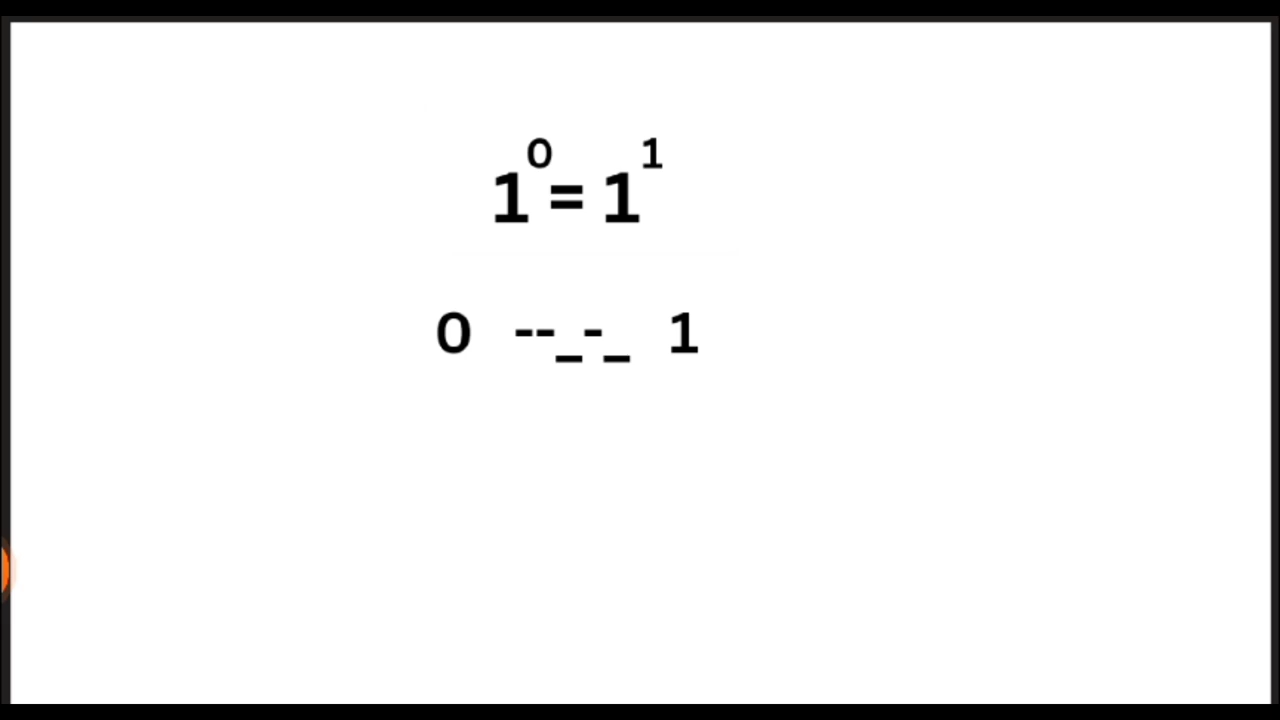 1⁰= 1¹
0 --_-_ 1